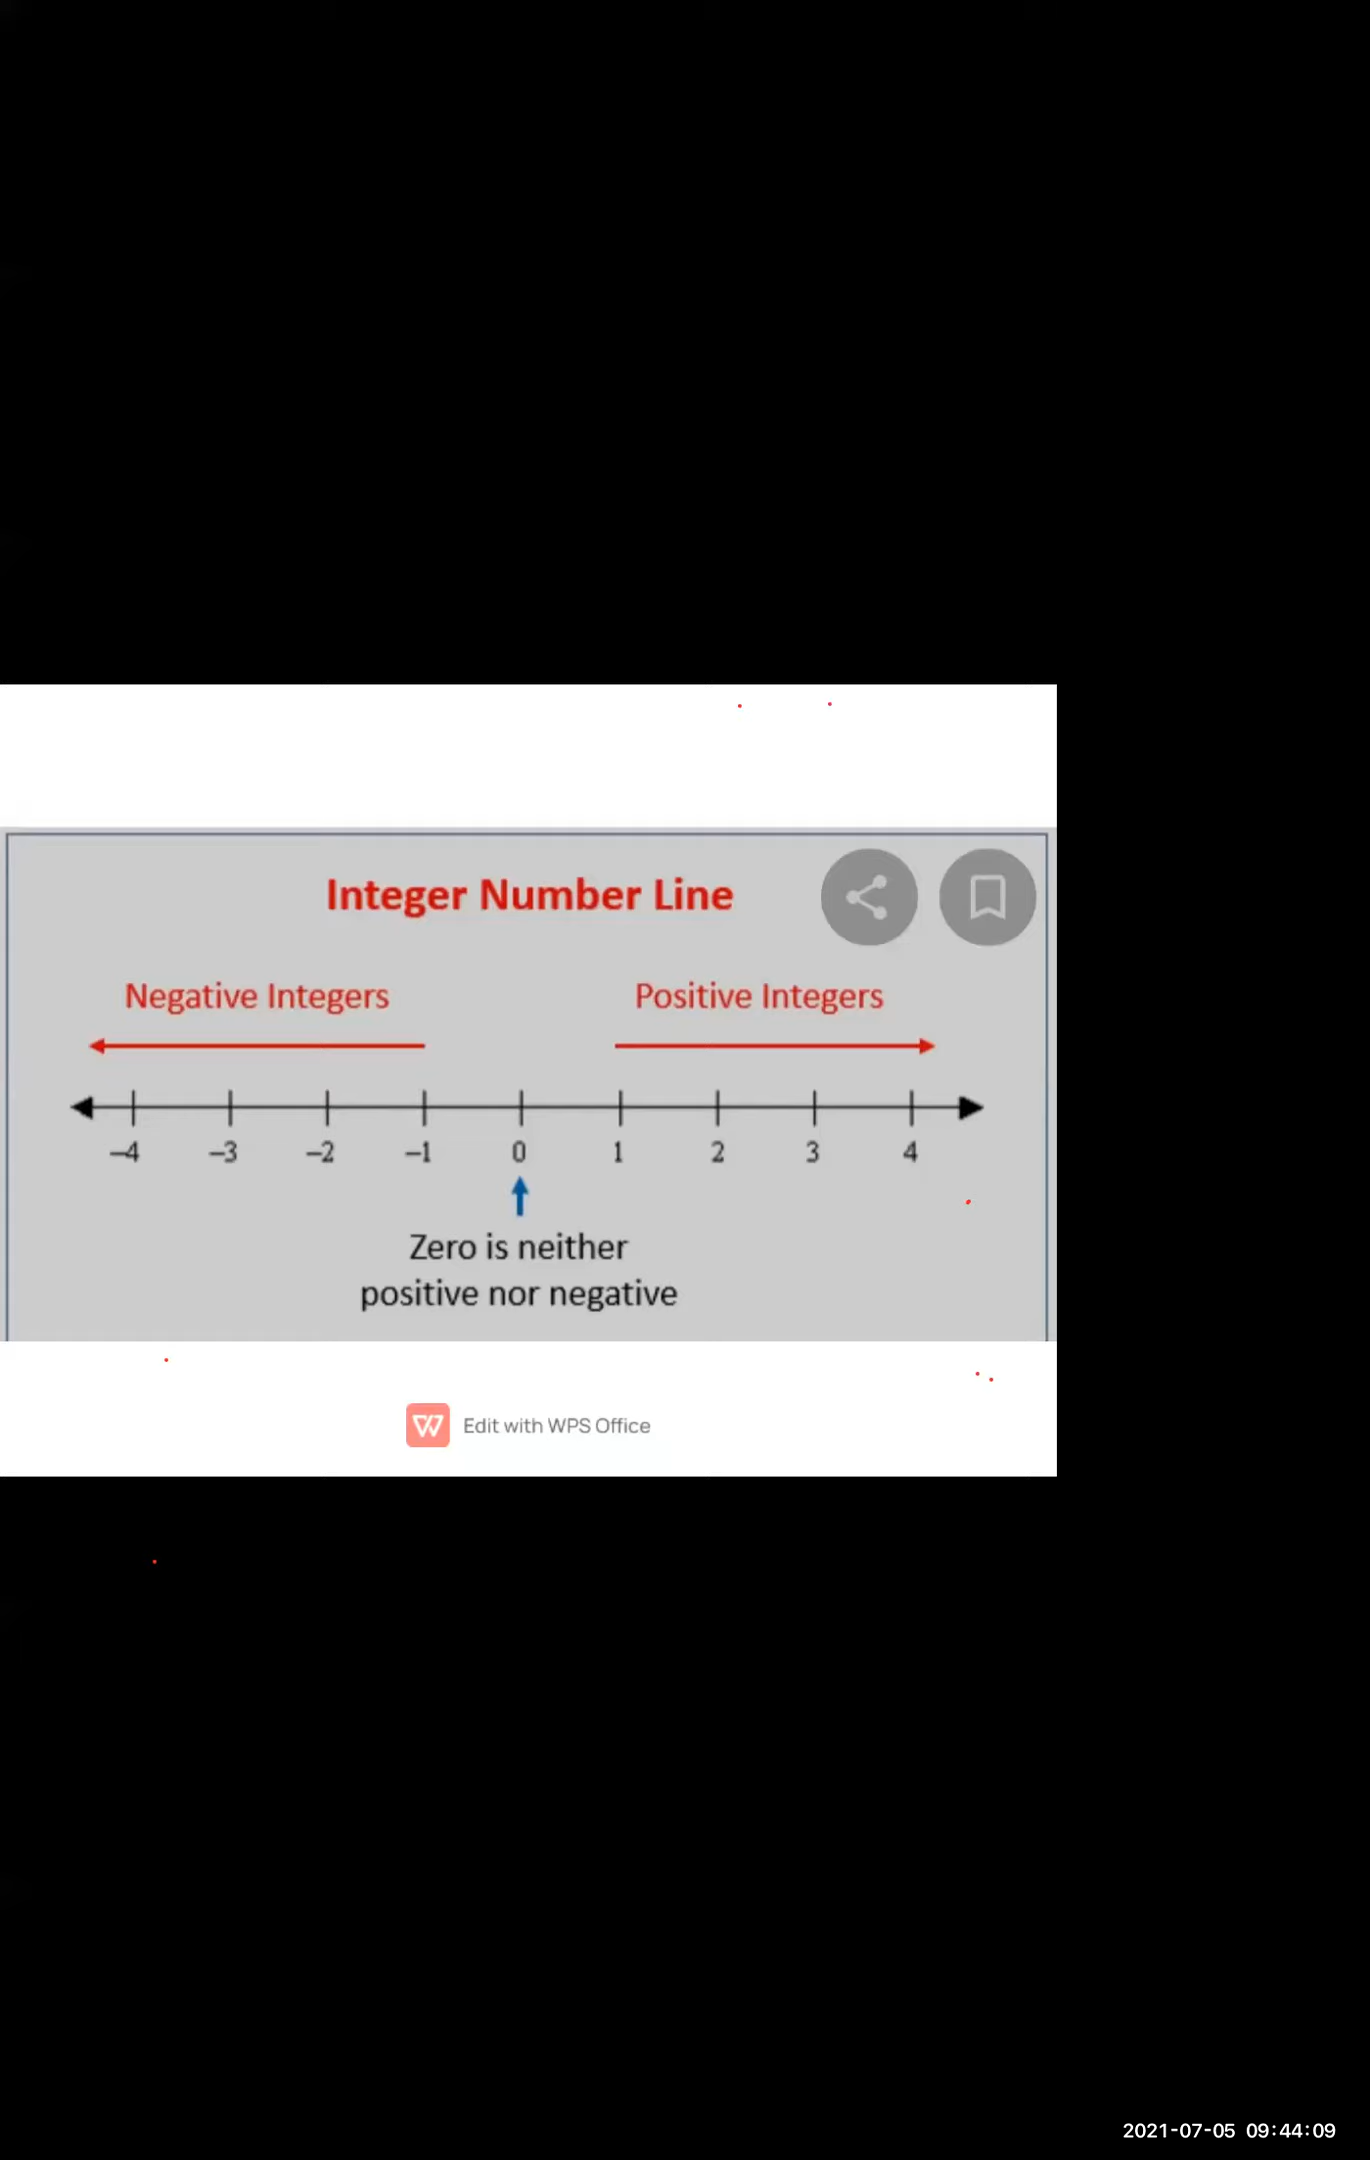 Integer Number Line
Negative Integers Positive Integers
–4 –3 –2 –1 0 1 2 3 4
Zero is neither
positive nor negative
Edit with WPS Office
2021-07-05 09:44:09